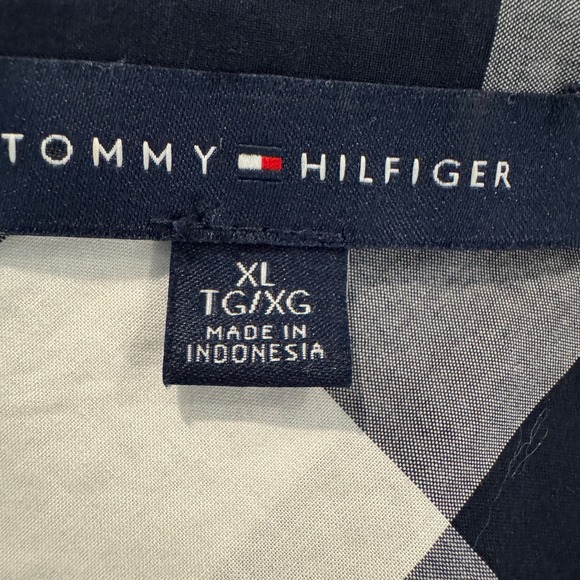 TOMMY HILFIGER
XL
TG/XG
MADE IN
INDONESIA